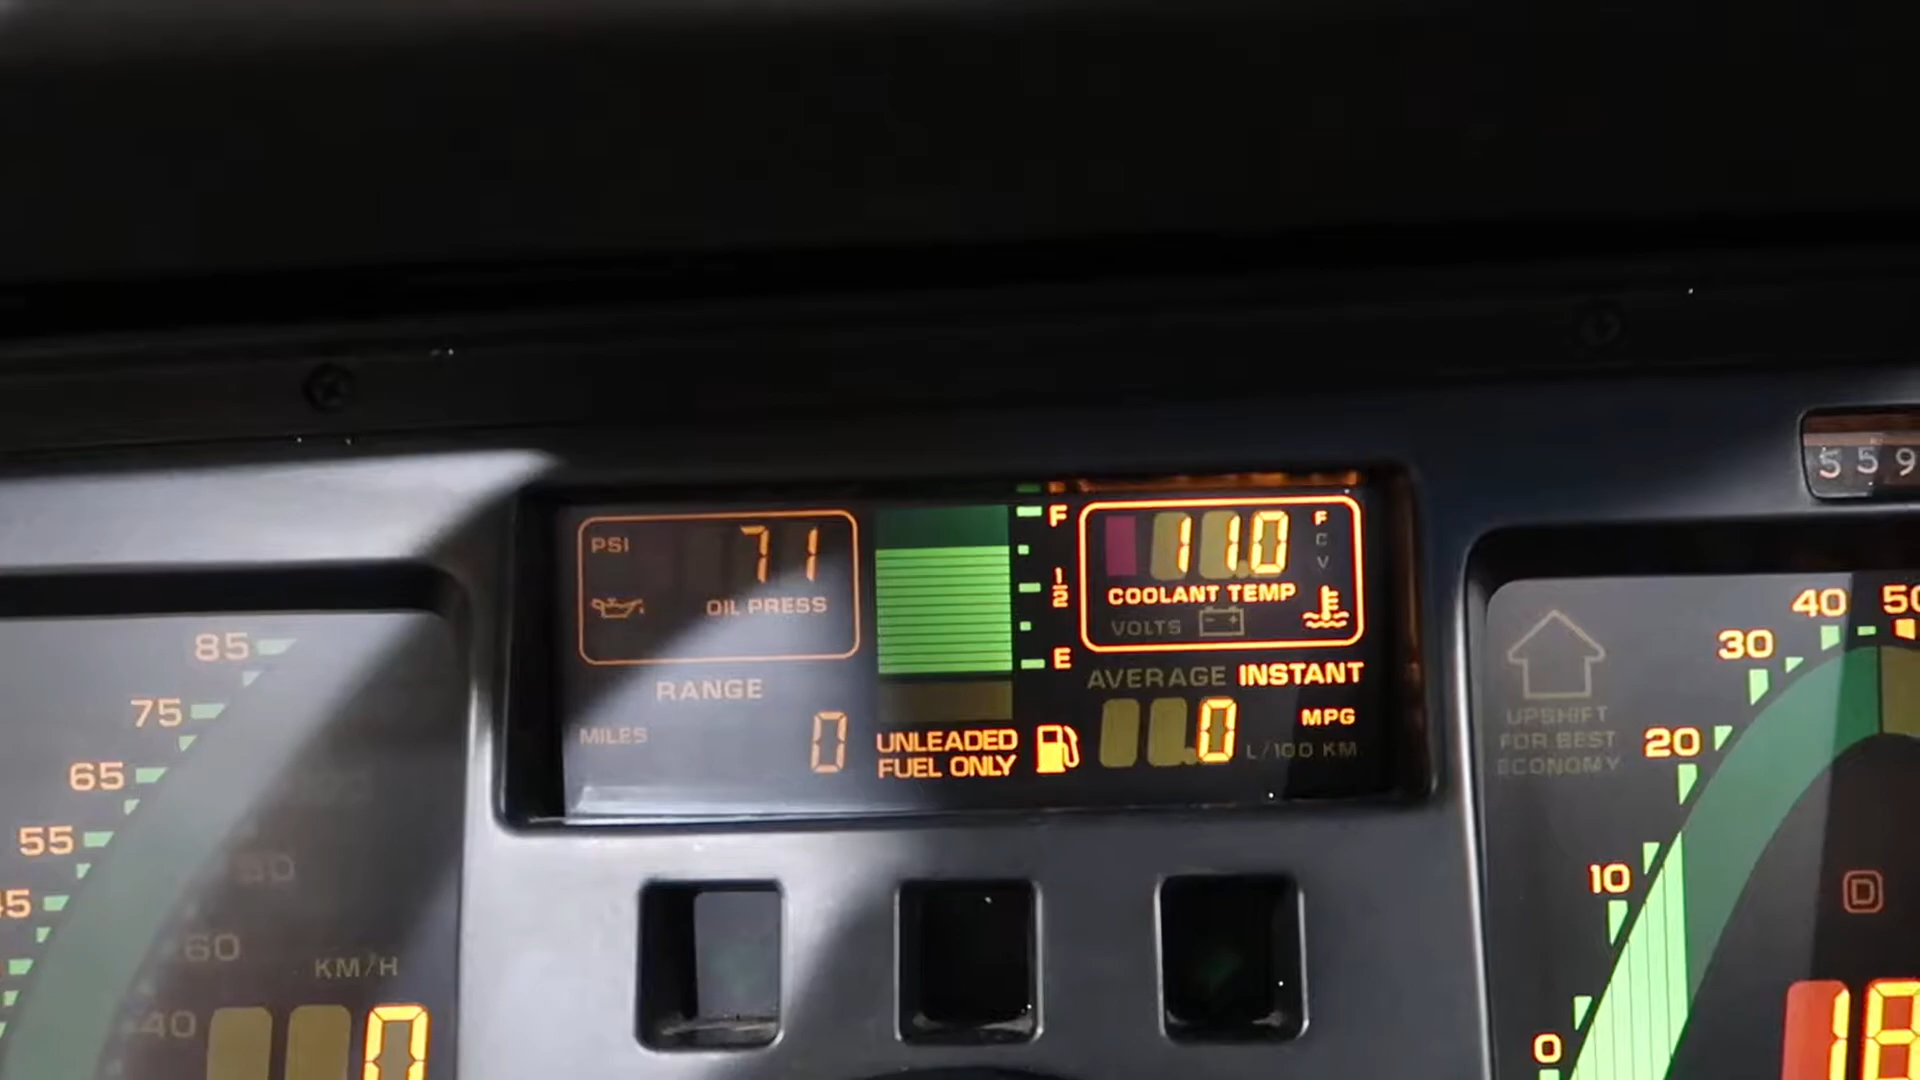 85
75
65
55
45
60
40
KM/H
0
PSI
71
OIL PRESS
RANGE
MILES
0
F
1/2
E
UNLEADED
FUEL ONLY
110
F
C
V
COOLANT TEMP
VOLTS
AVERAGE INSTANT
0
MPG
L/100 KM
559
UPSHIFT
FOR BEST
ECONOMY
50
40
30
20
10
0
D
18